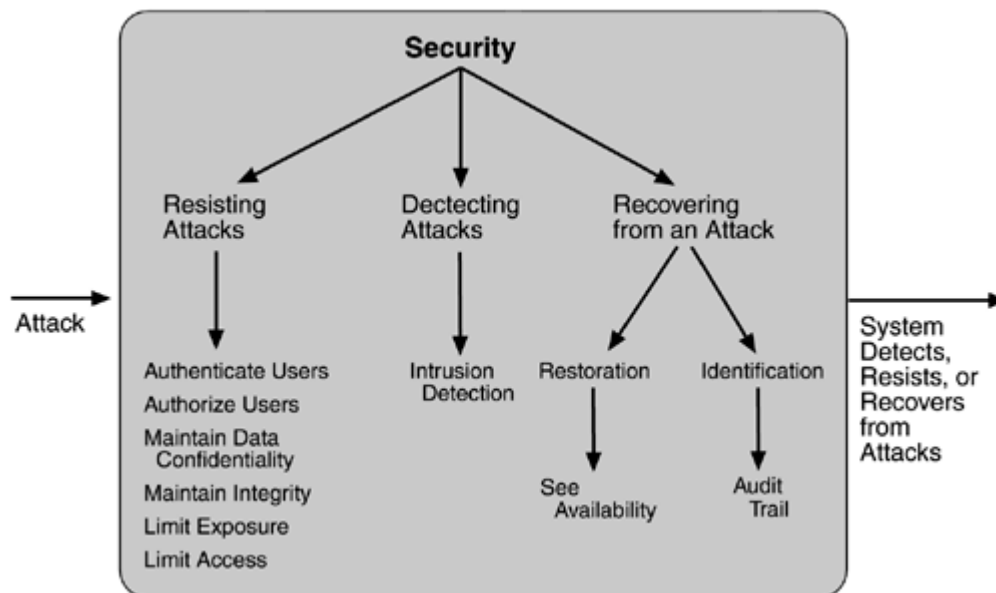 Security
Resisting
Attacks
Dectecting
Attacks
Recovering
from an Attack
Attack
System
Detects,
Resists, or
Recovers
from
Attacks
Authenticate Users
Authorize Users
Maintain Data
Confidentiality
Maintain Integrity
Limit Exposure
Limit Access
Intrusion
Detection
Restoration
Identification
See
Availability
Audit
Trail